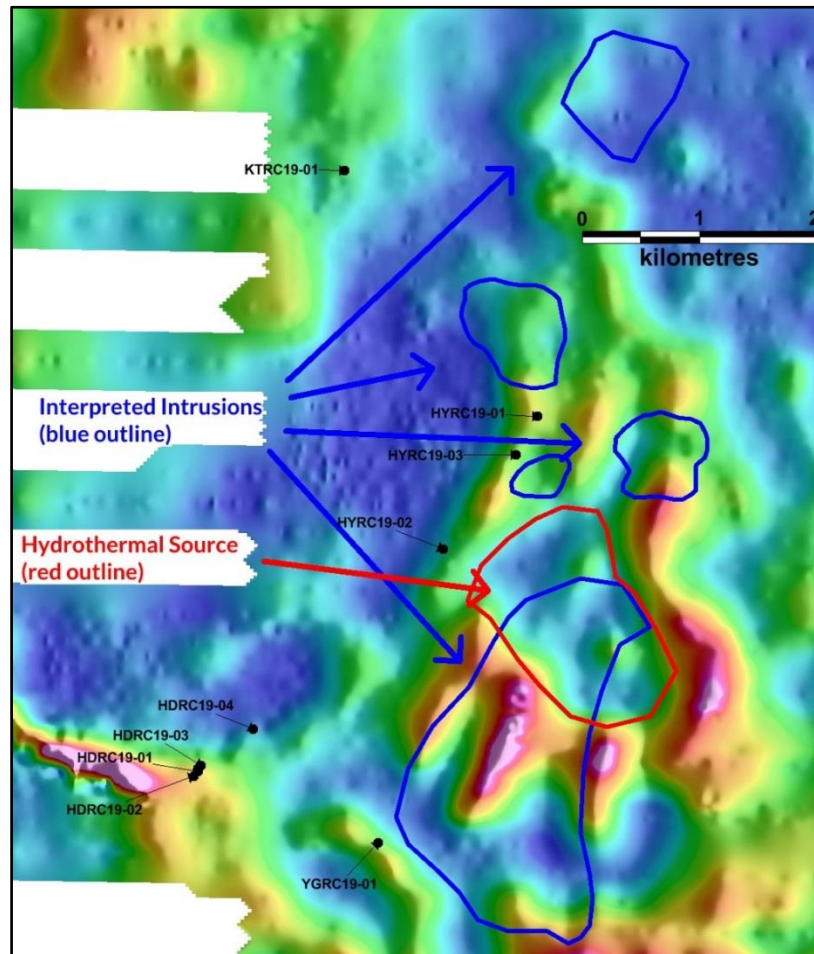 KTRC19-01
0 1 2
kilometres
Interpreted Intrusions
(blue outline)
HYRC19-01
HYRC19-03
Hydrothermal Source
(red outline)
HYRC19-02
HDRC19-04
HDRC19-03
HDRC19-01
HDRC19-02
YGRC19-01